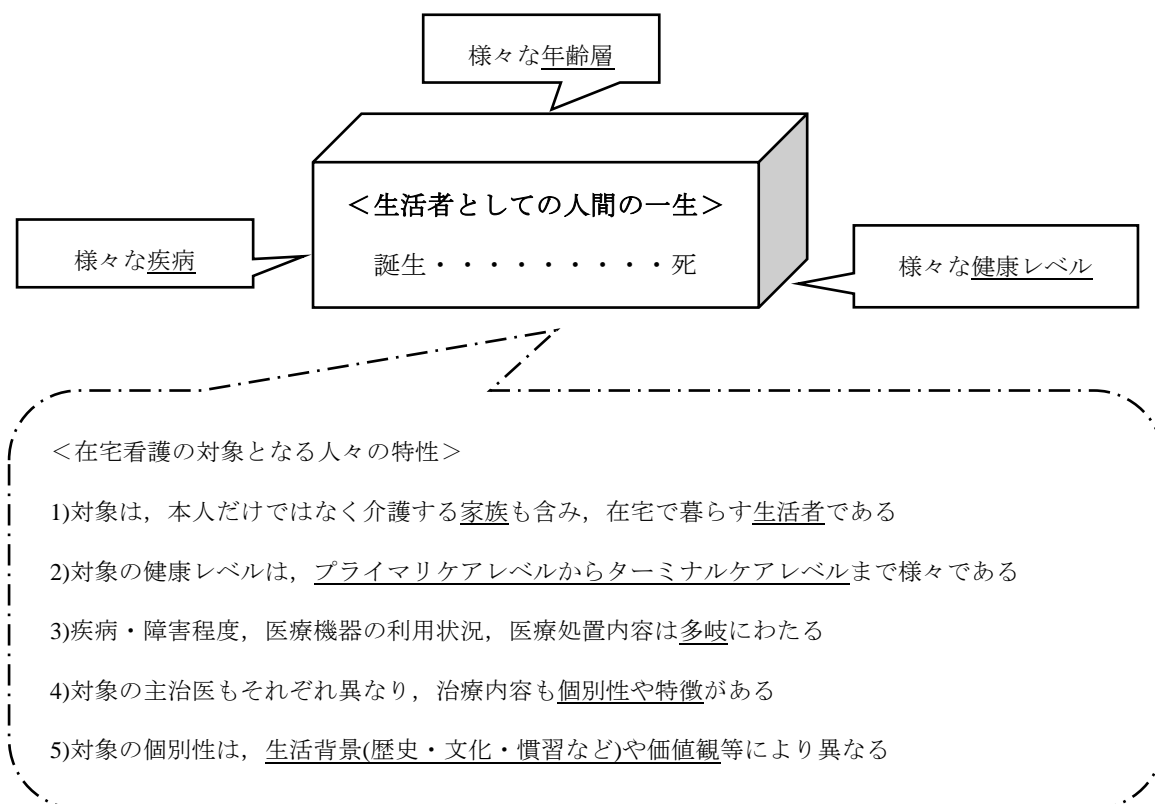 様々な年齢層
＜生活者としての人間の一生＞
誕生・・・・・・・・・死
様々な疾病
様々な健康レベル
＜在宅看護の対象となる人々の特性＞
1)対象は，本人だけではなく介護する家族も含み，在宅で暮らす生活者である
2)対象の健康レベルは，プライマリケアレベルからターミナルケアレベルまで様々である
3)疾病・障害程度，医療機器の利用状況，医療処置内容は多岐にわたる
4)対象の主治医もそれぞれ異なり，治療内容も個別性や特徴がある
5)対象の個別性は，生活背景(歴史・文化・慣習など)や価値観等により異なる